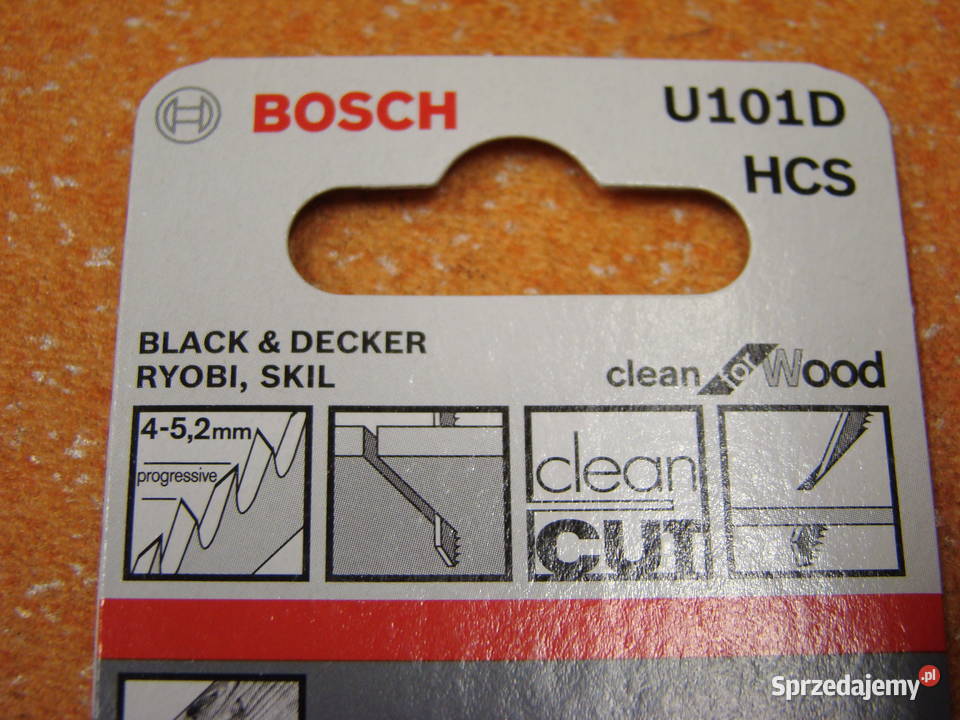 BOSCH
U101D
HCS
BLACK & DECKER
RYOBI, SKIL
clean for Wood
4-5,2mm
progressive
clean
CUT
Sprzedajemy.pl